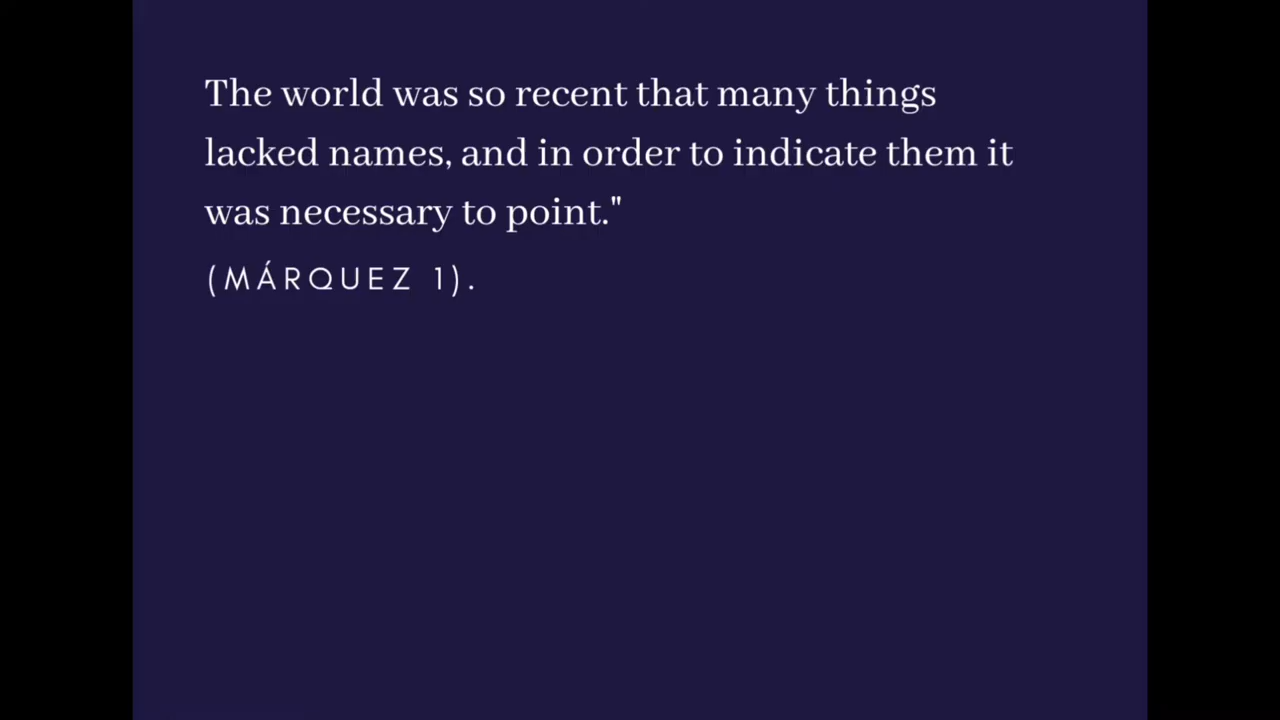 The world was so recent that many things
lacked names, and in order to indicate them it
was necessary to point."
(MÁRQUEZ 1).